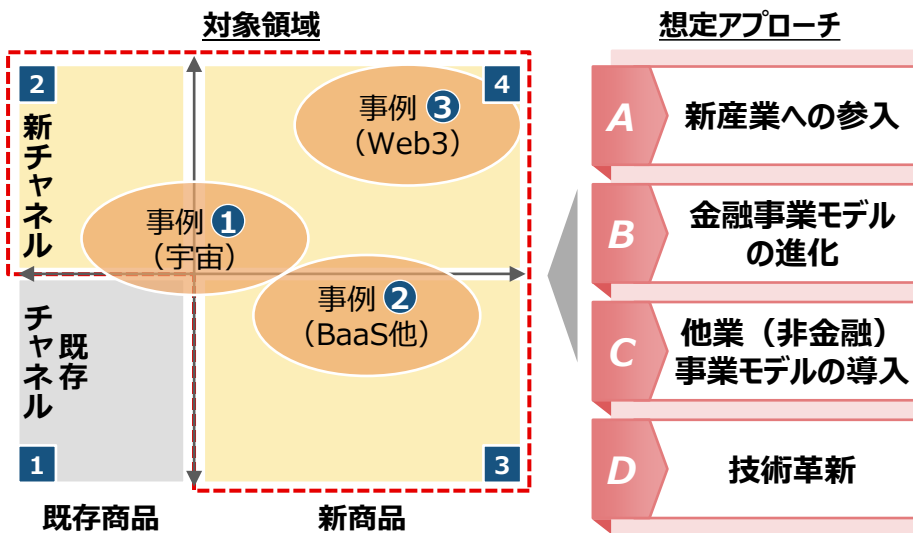 対象領域
2
新チャネル
4
事例 3
（Web3）
事例 1
（宇宙）
事例 2
（BaaS他）
既存
チャネル
1
3
既存商品
新商品
想定アプローチ
A
新産業への参入
B
金融事業モデル
の進化
C
他業（非金融）
事業モデルの導入
D
技術革新